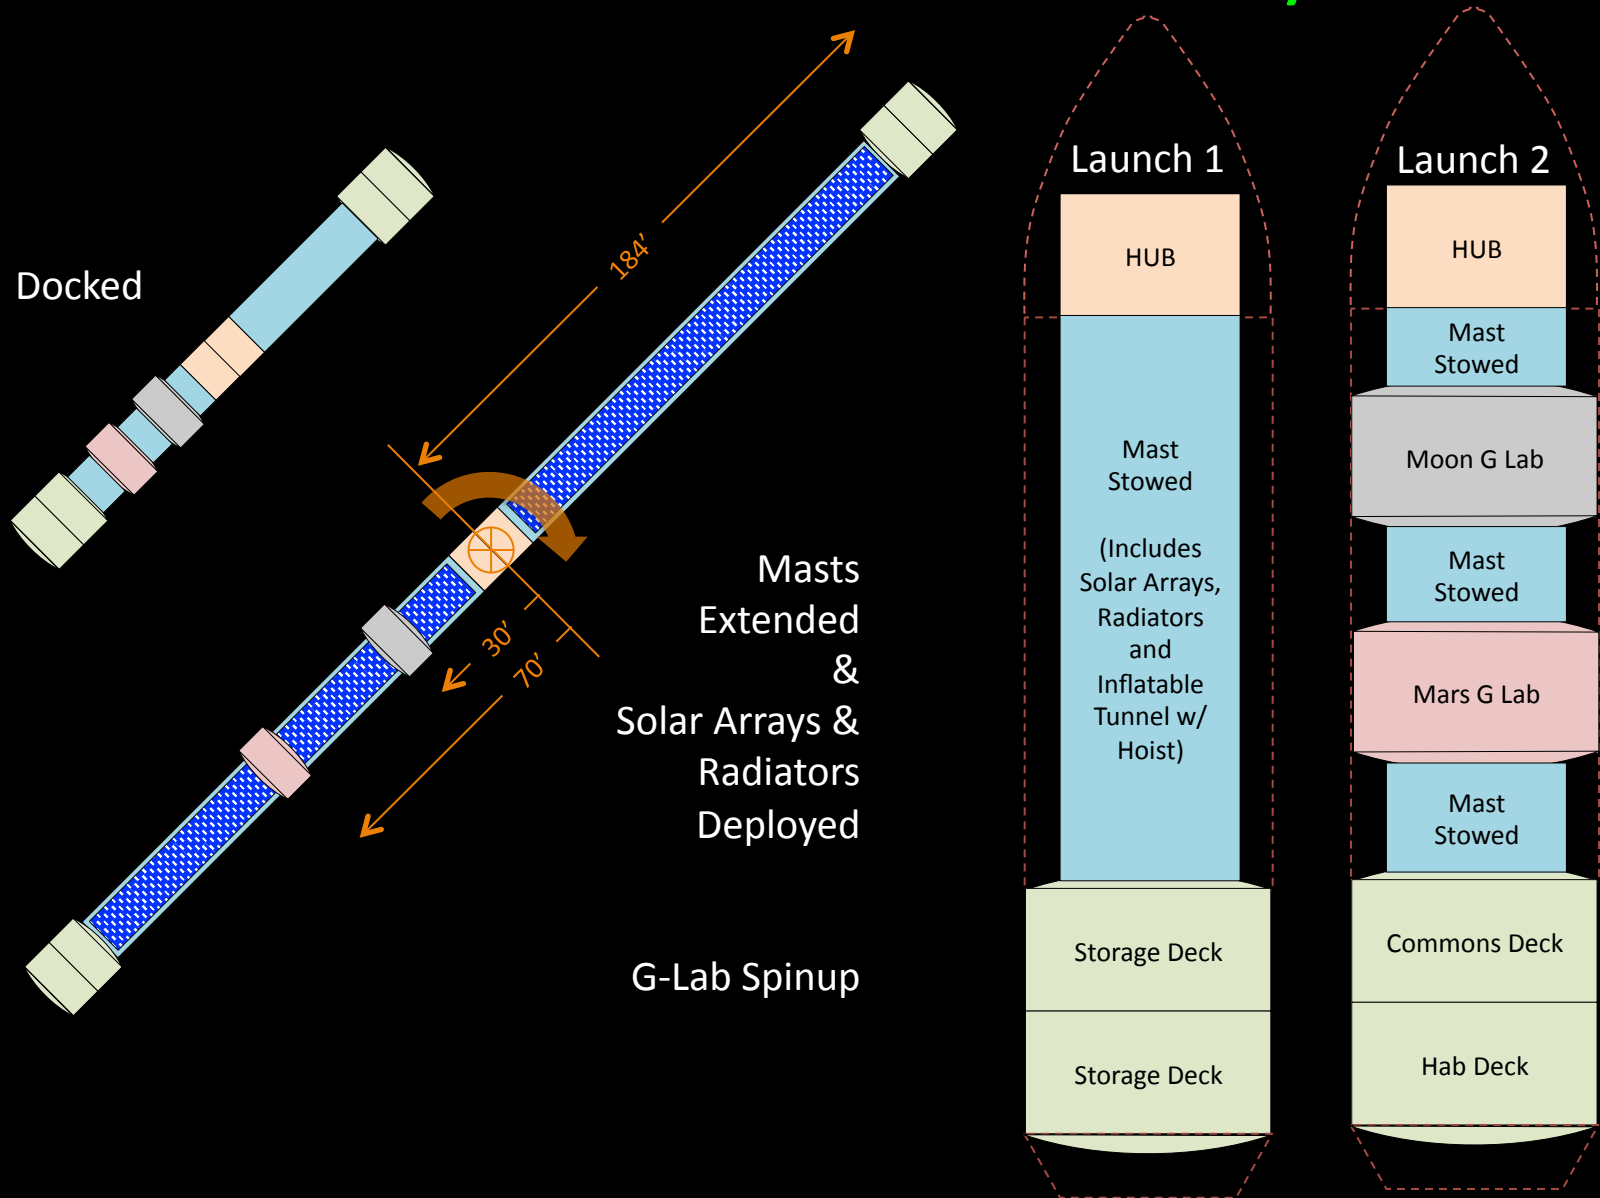 Docked
184’
30’
70’
Masts
Extended
&
Solar Arrays &
Radiators
Deployed
G-Lab Spinup
Launch 1
HUB
Mast
Stowed
(Includes
Solar Arrays,
Radiators
and
Inflatable
Tunnel w/
Hoist)
Storage Deck
Storage Deck
Launch 2
HUB
Mast
Stowed
Moon G Lab
Mast
Stowed
Mars G Lab
Mast
Stowed
Commons Deck
Hab Deck